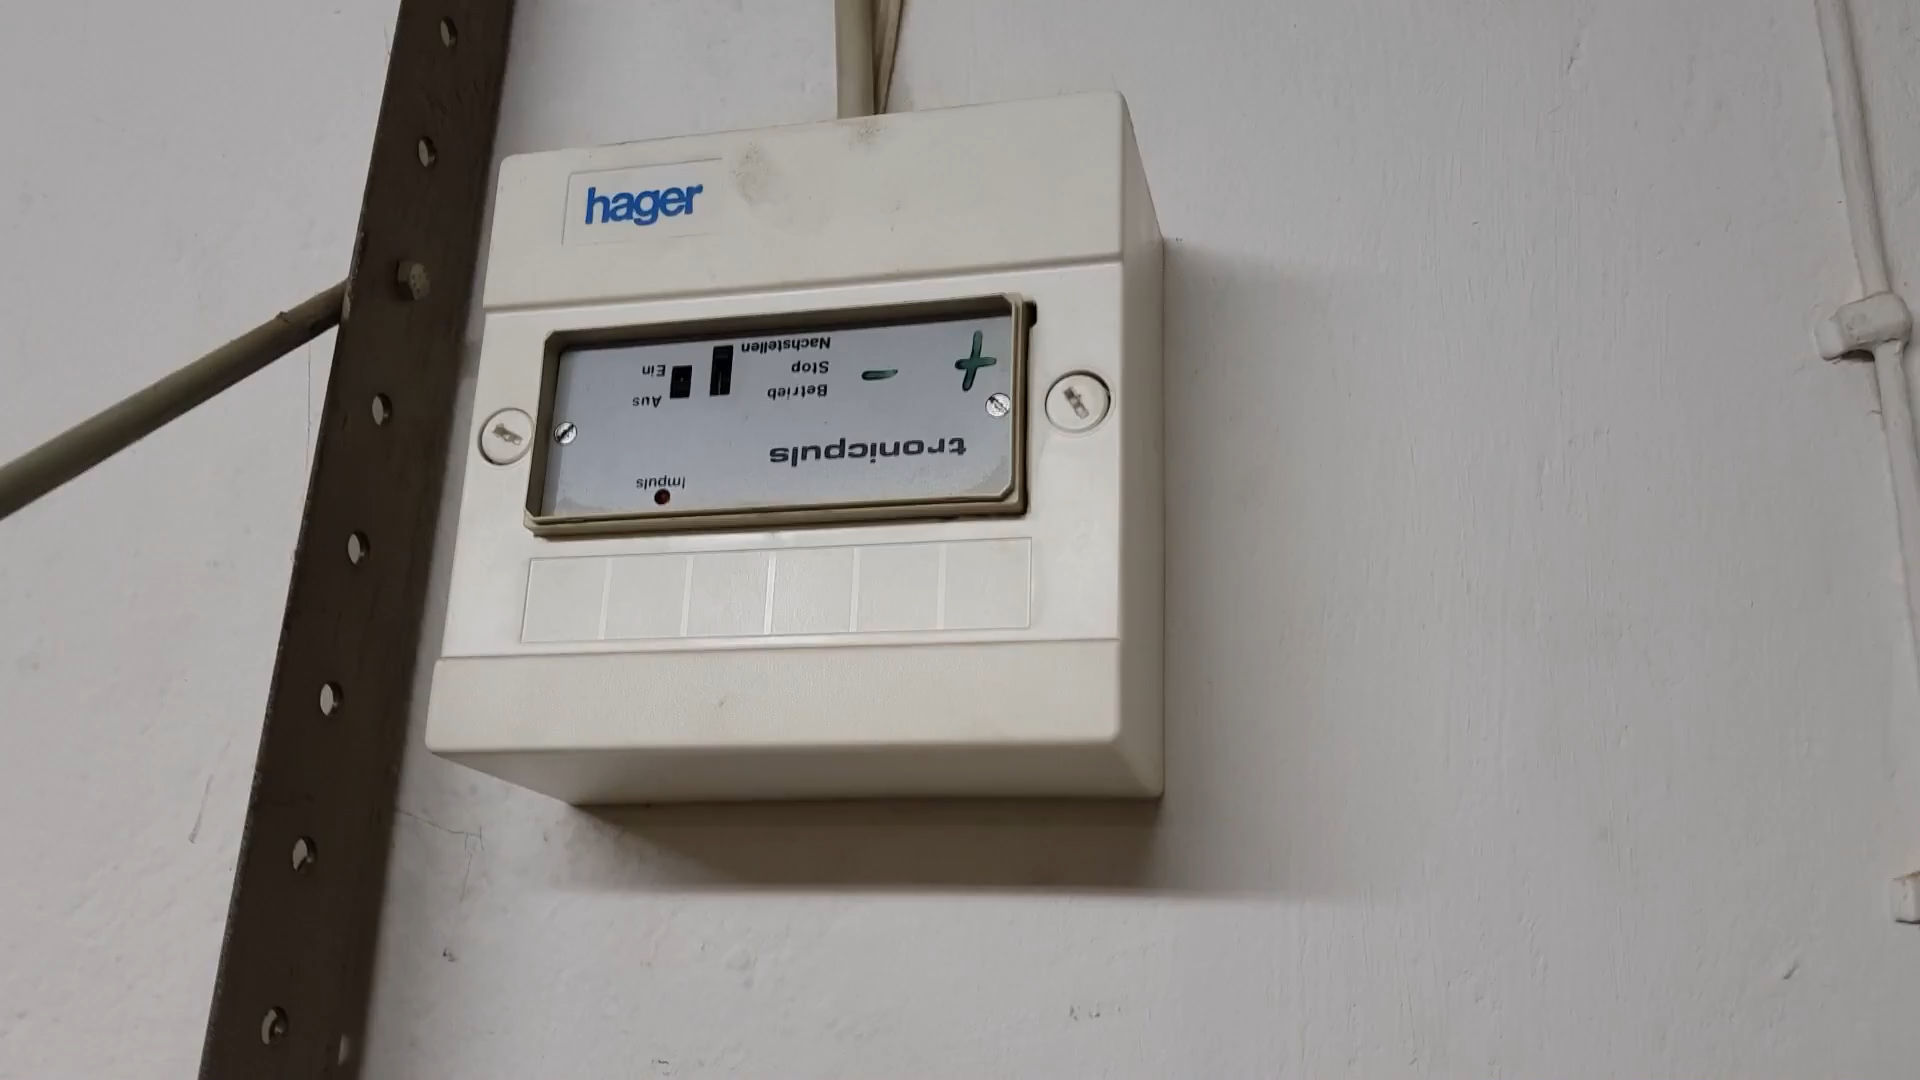 hager
Nachstellen
Stop
Betrieb
Ein
Aus
- +
tronicpuls
Impuls